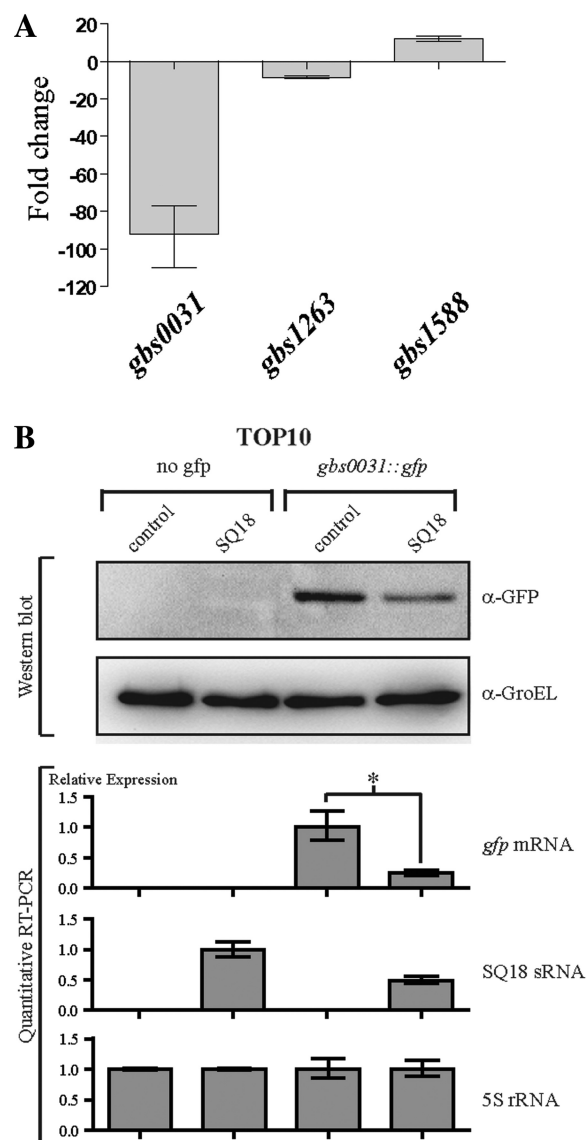 A
Fold change
20
0
-20
-40
-60
-80
-100
-120
gbs0031
gbs1263
gbs1588
B
TOP10
no gfp
gbs0031::gfp
control
SQ18
control
SQ18
Western blot
α-GFP
α-GroEL
Quantitative RT-PCR
Relative Expression
1.5
1.0
0.5
0.0
*
gfp mRNA
1.5
1.0
0.5
0.0
SQ18 sRNA
1.5
1.0
0.5
0.0
5S rRNA